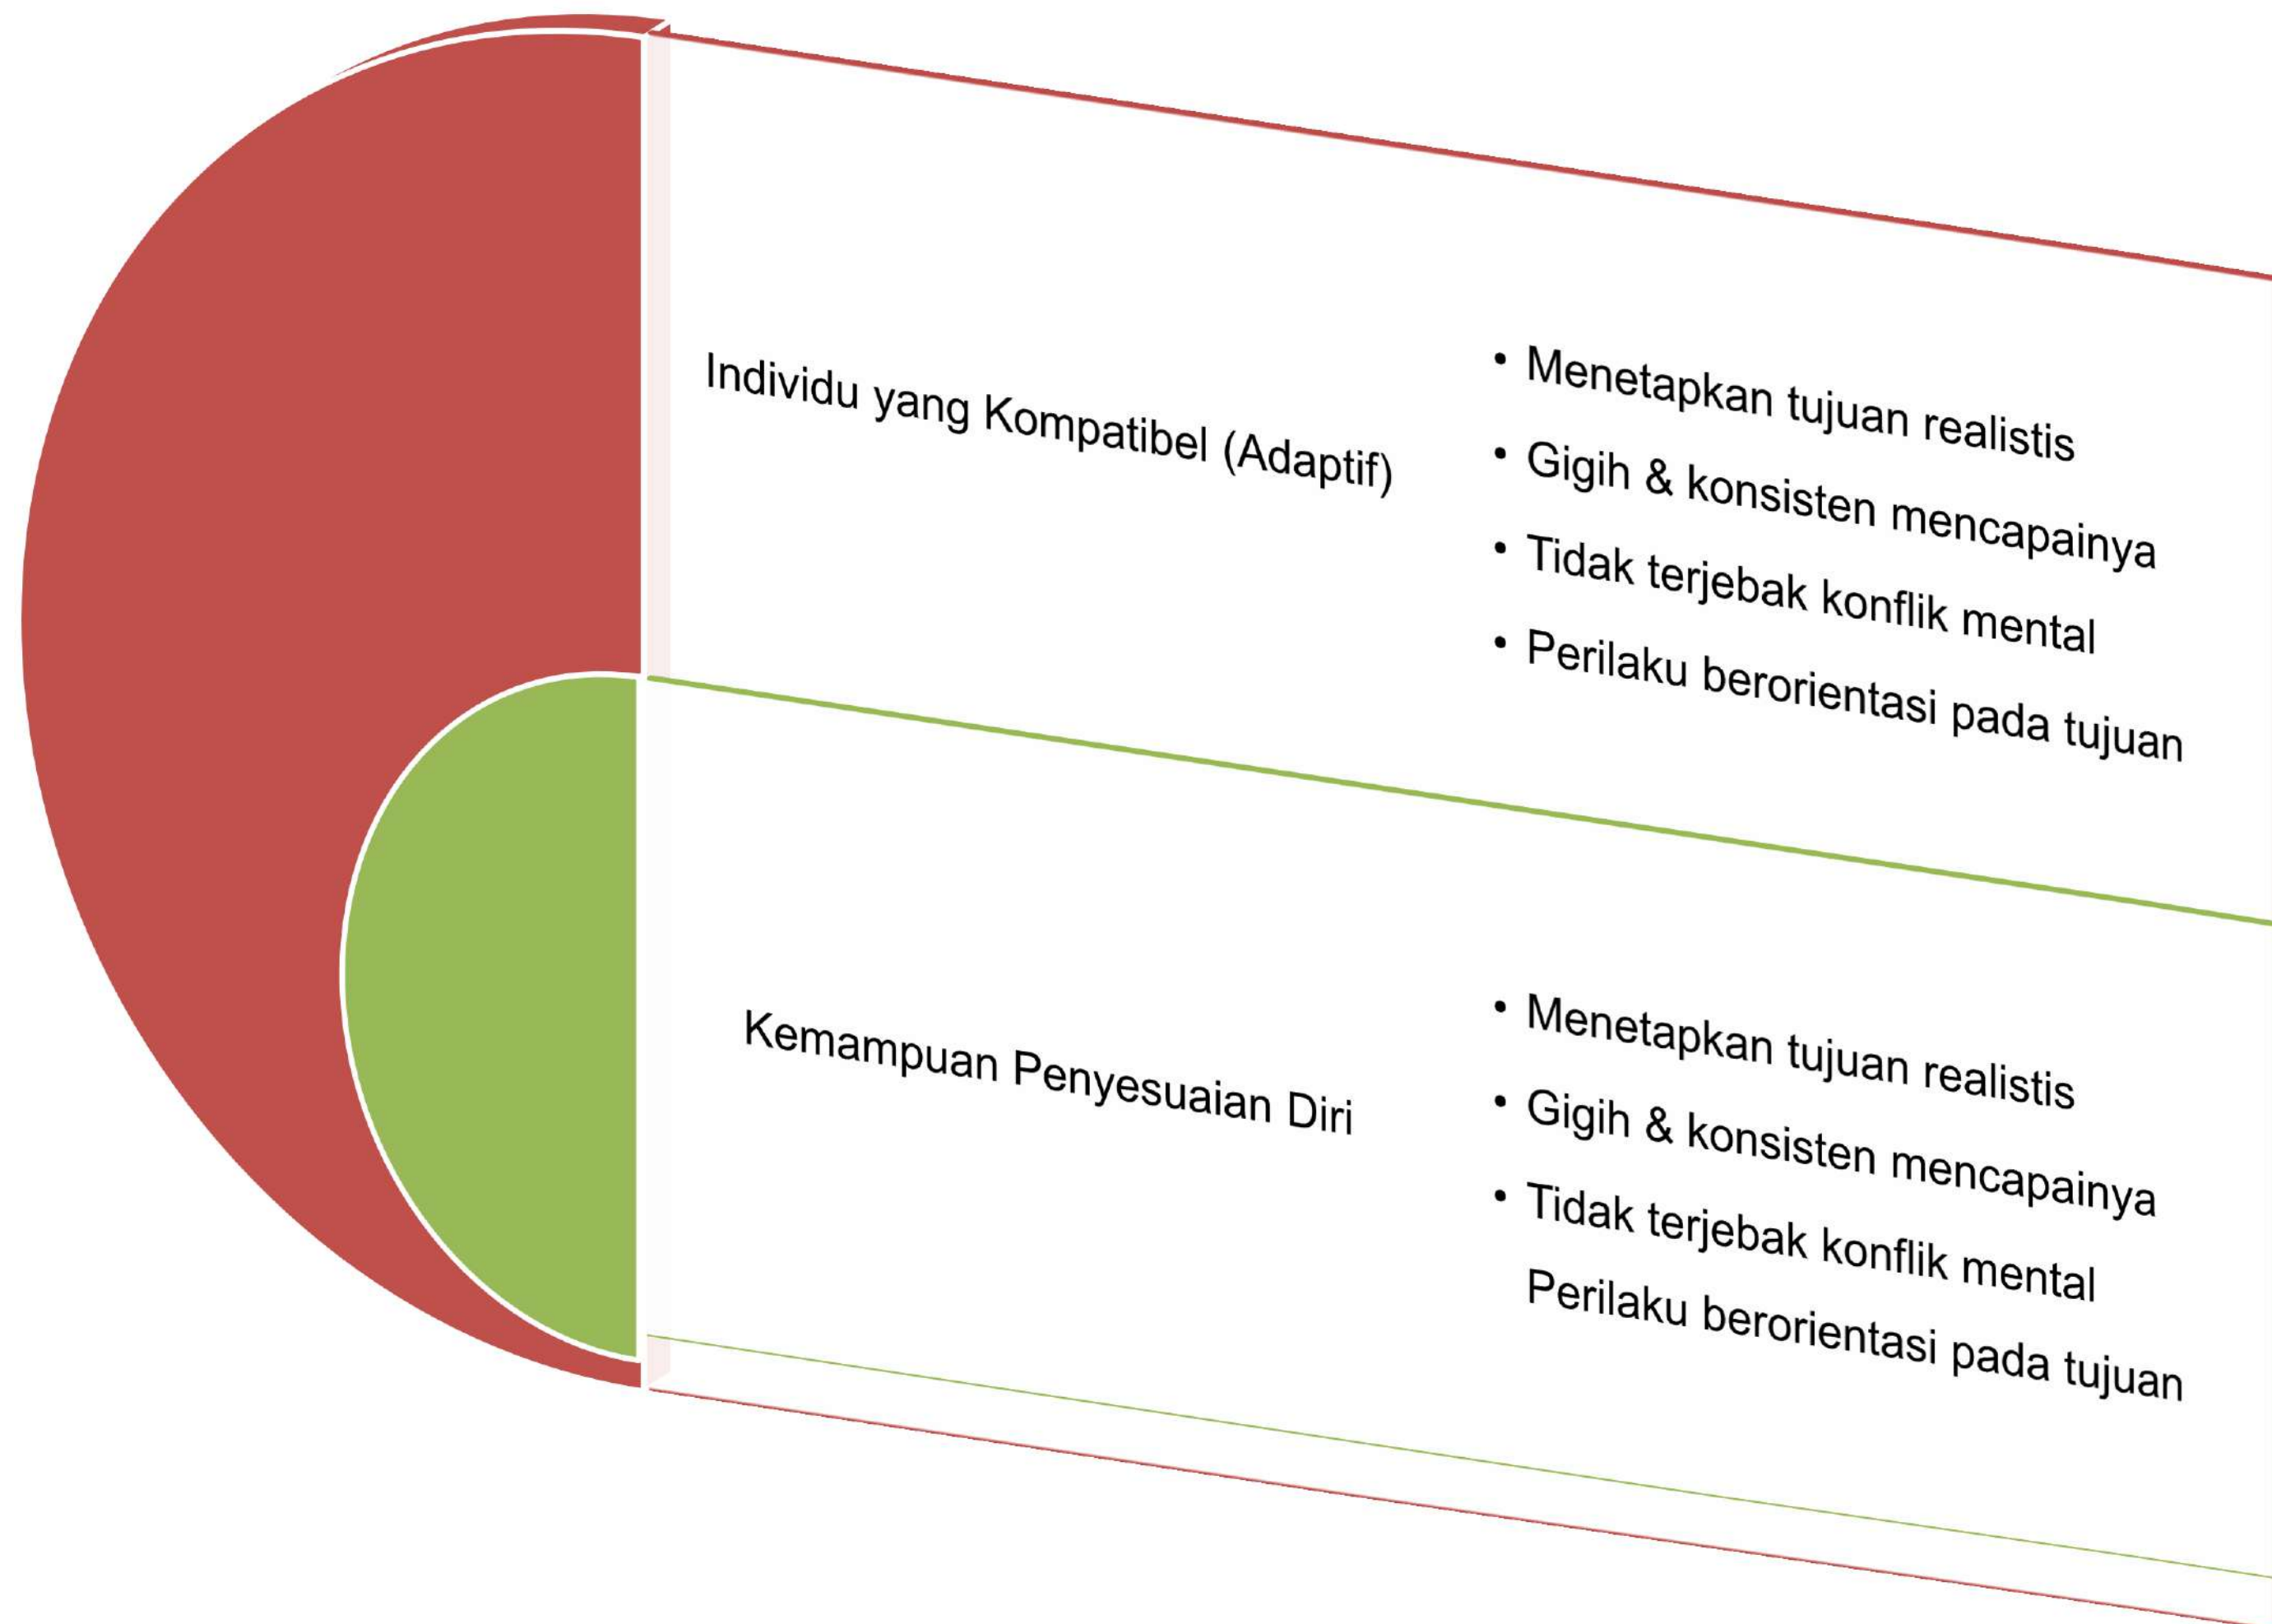 Individu yang Kompatibel (Adaptif)
• Menetapkan tujuan realistis
• Gigih & konsisten mencapainya
• Tidak terjebak konflik mental
• Perilaku berorientasi pada tujuan
Kemampuan Penyesuaian Diri
• Menetapkan tujuan realistis
• Gigih & konsisten mencapainya
• Tidak terjebak konflik mental
Perilaku berorientasi pada tujuan